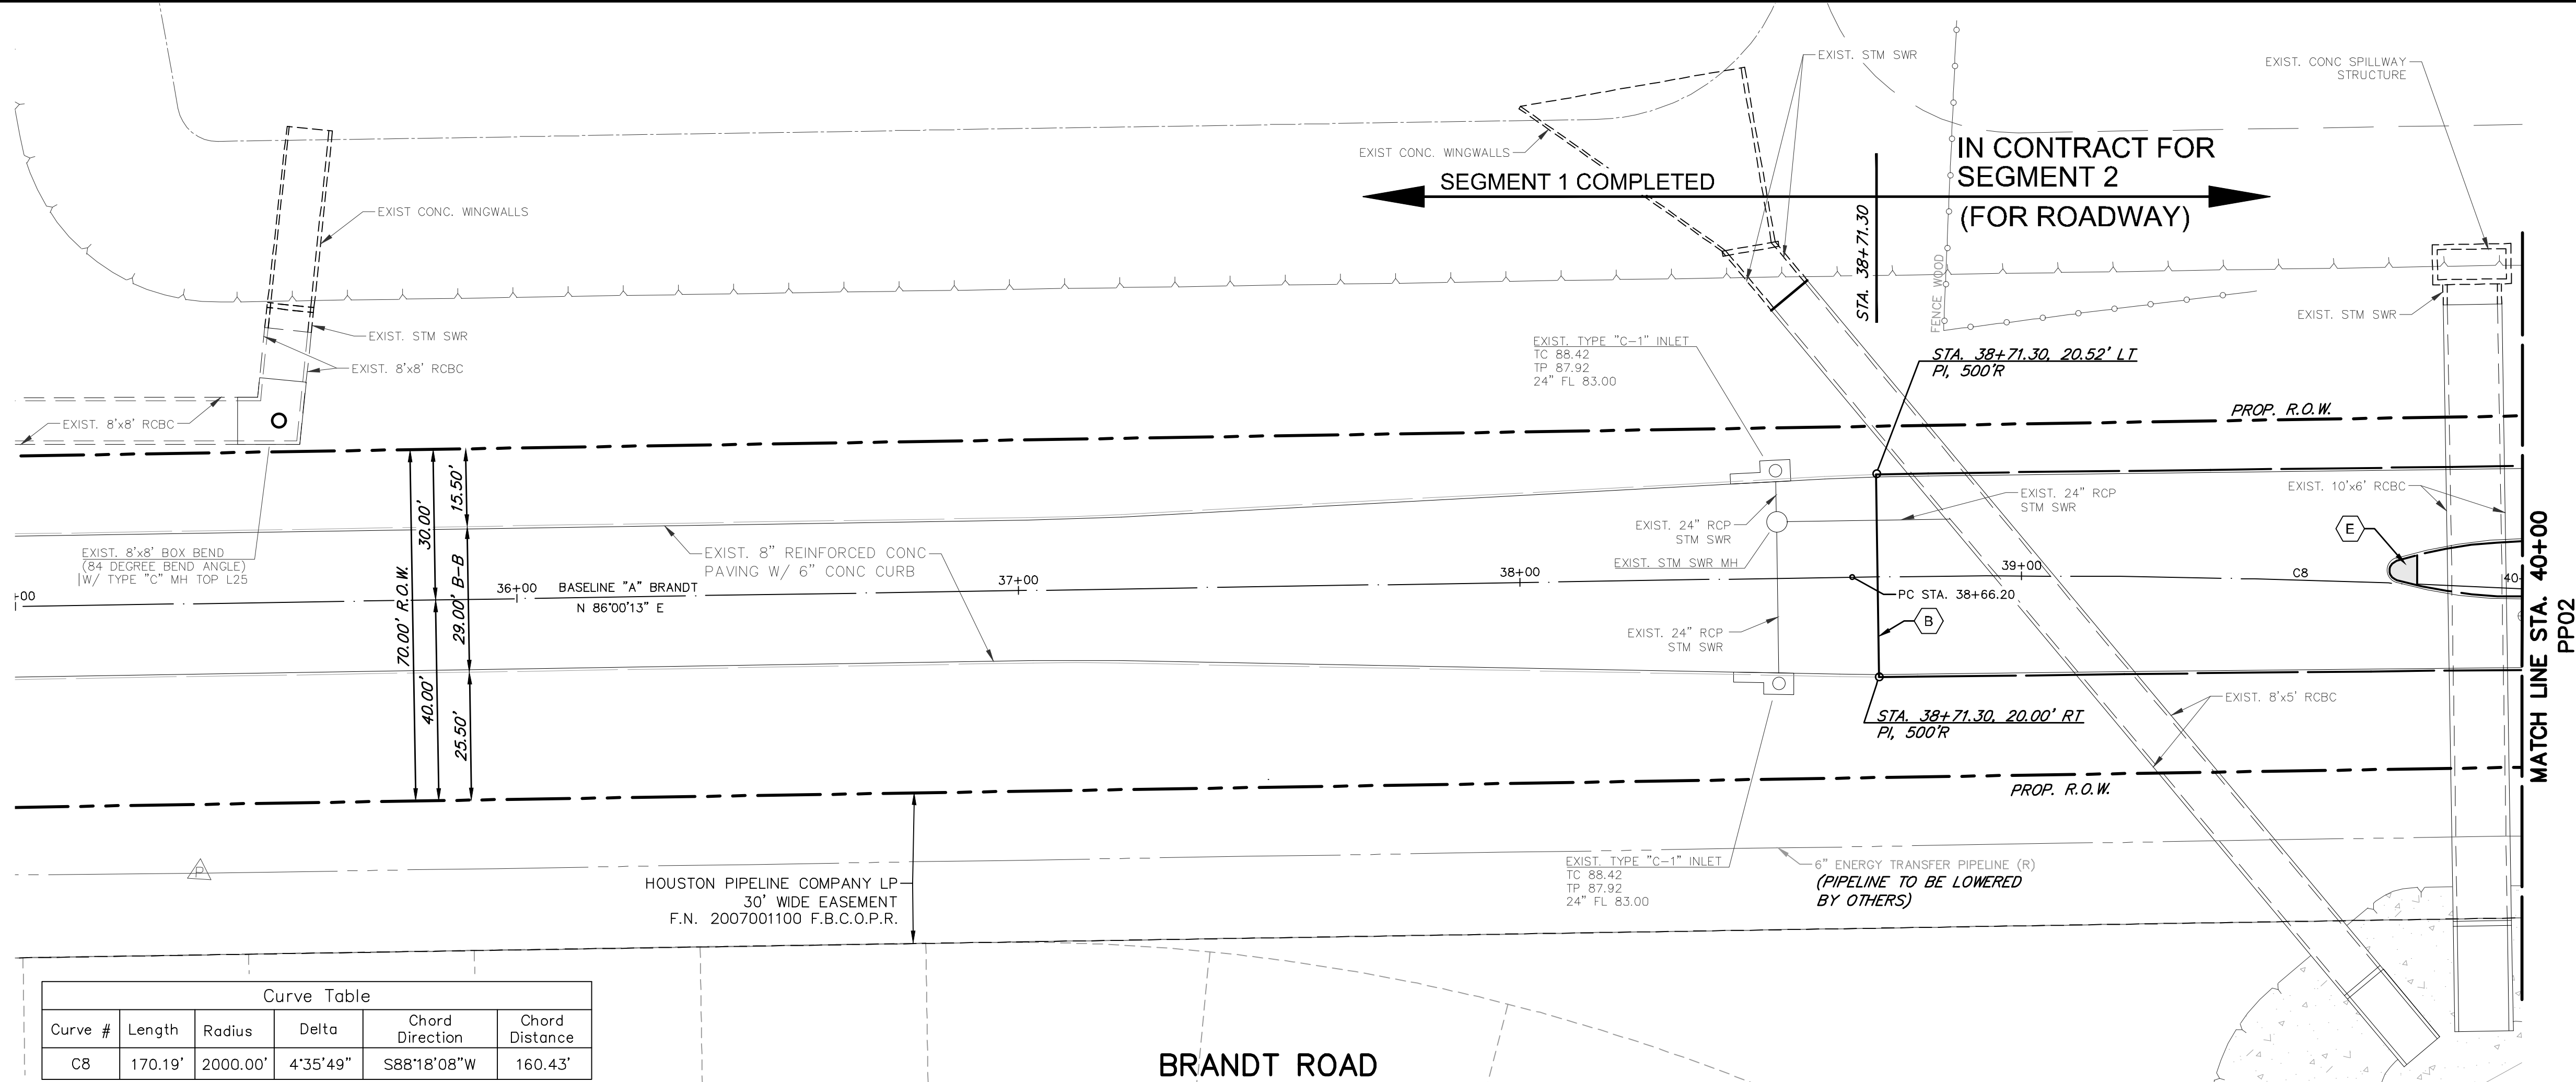 EXIST. STM SWR
EXIST. CONC SPILLWAY
STRUCTURE
EXIST CONC. WINGWALLS
IN CONTRACT FOR
SEGMENT 2
(FOR ROADWAY)
SEGMENT 1 COMPLETED
STA. 38+71.30
FENCE WOOD
EXIST CONC. WINGWALLS
EXIST. STM SWR
EXIST. 8'x8' RCBC
EXIST. 8'x8' RCBC
EXIST. STM SWR
EXIST. TYPE "C-1" INLET
TC 88.42
TP 87.92
24" FL 83.00
STA. 38+71.30, 20.52' LT
PI, 500'R
PROP. R.O.W.
EXIST. 8'x8' BOX BEND
(84 DEGREE BEND ANGLE)
W/ TYPE "C" MH TOP L25
70.00' R.O.W.
30.00'
40.00'
15.50'
29.00' B-B
25.50'
EXIST. 8" REINFORCED CONC
PAVING W/ 6" CONC CURB
EXIST. 24" RCP
STM SWR
EXIST. STM SWR MH
EXIST. 24" RCP
STM SWR
EXIST. 10'x6' RCBC
E
+00
36+00
BASELINE "A" BRANDT
N 86°00'13" E
37+00
38+00
39+00
C8
40+
PC STA. 38+66.20
B
EXIST. 24" RCP
STM SWR
EXIST. 8'x5' RCBC
STA. 38+71.30, 20.00' RT
PI, 500'R
PROP. R.O.W.
MATCH LINE STA. 40+00
PP02
P
HOUSTON PIPELINE COMPANY LP
30' WIDE EASEMENT
F.N. 2007001100 F.B.C.O.P.R.
EXIST. TYPE "C-1" INLET
TC 88.42
TP 87.92
24" FL 83.00
6" ENERGY TRANSFER PIPELINE (R)
(PIPELINE TO BE LOWERED
BY OTHERS)
Curve Table
Curve # Length Radius Delta Chord Direction Chord Distance
C8 170.19' 2000.00' 4°35'49" S88°18'08"W 160.43'
BRANDT ROAD